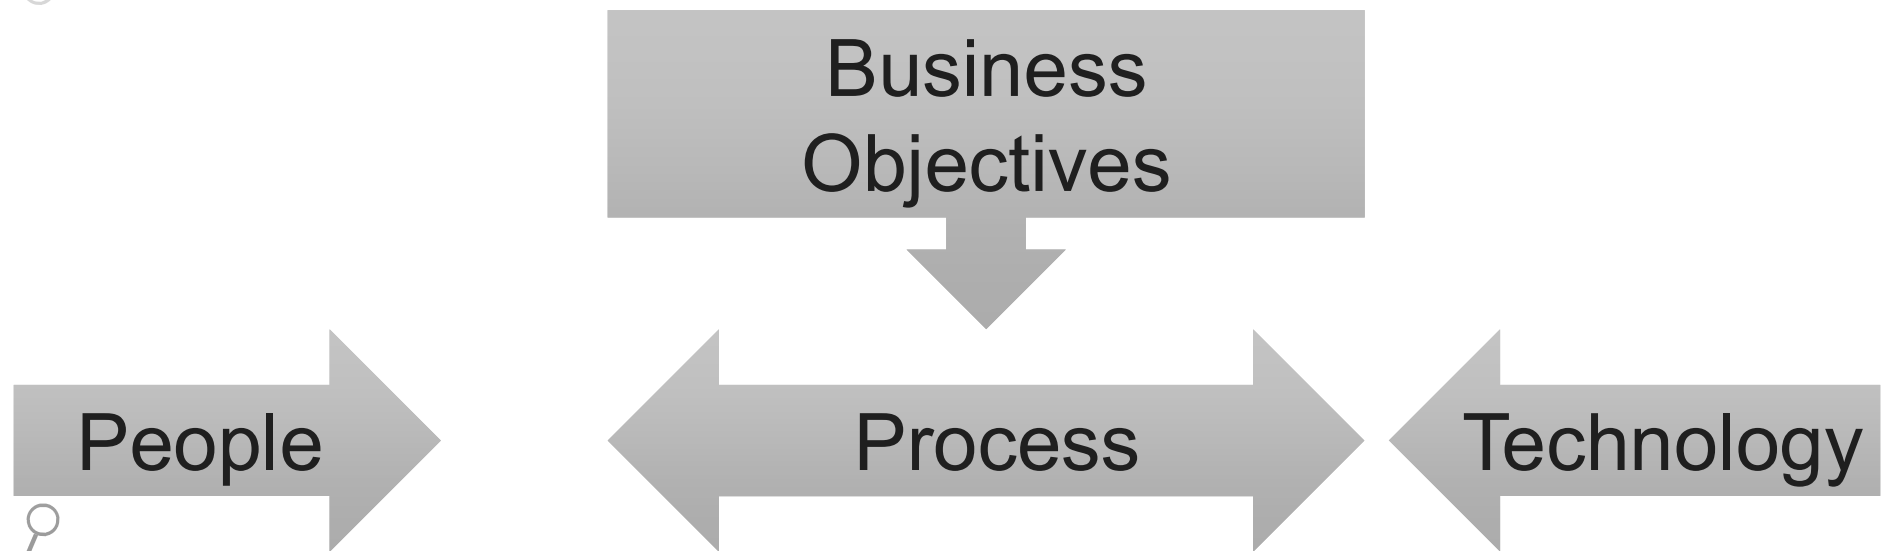 Business
Objectives
People
Process
Technology